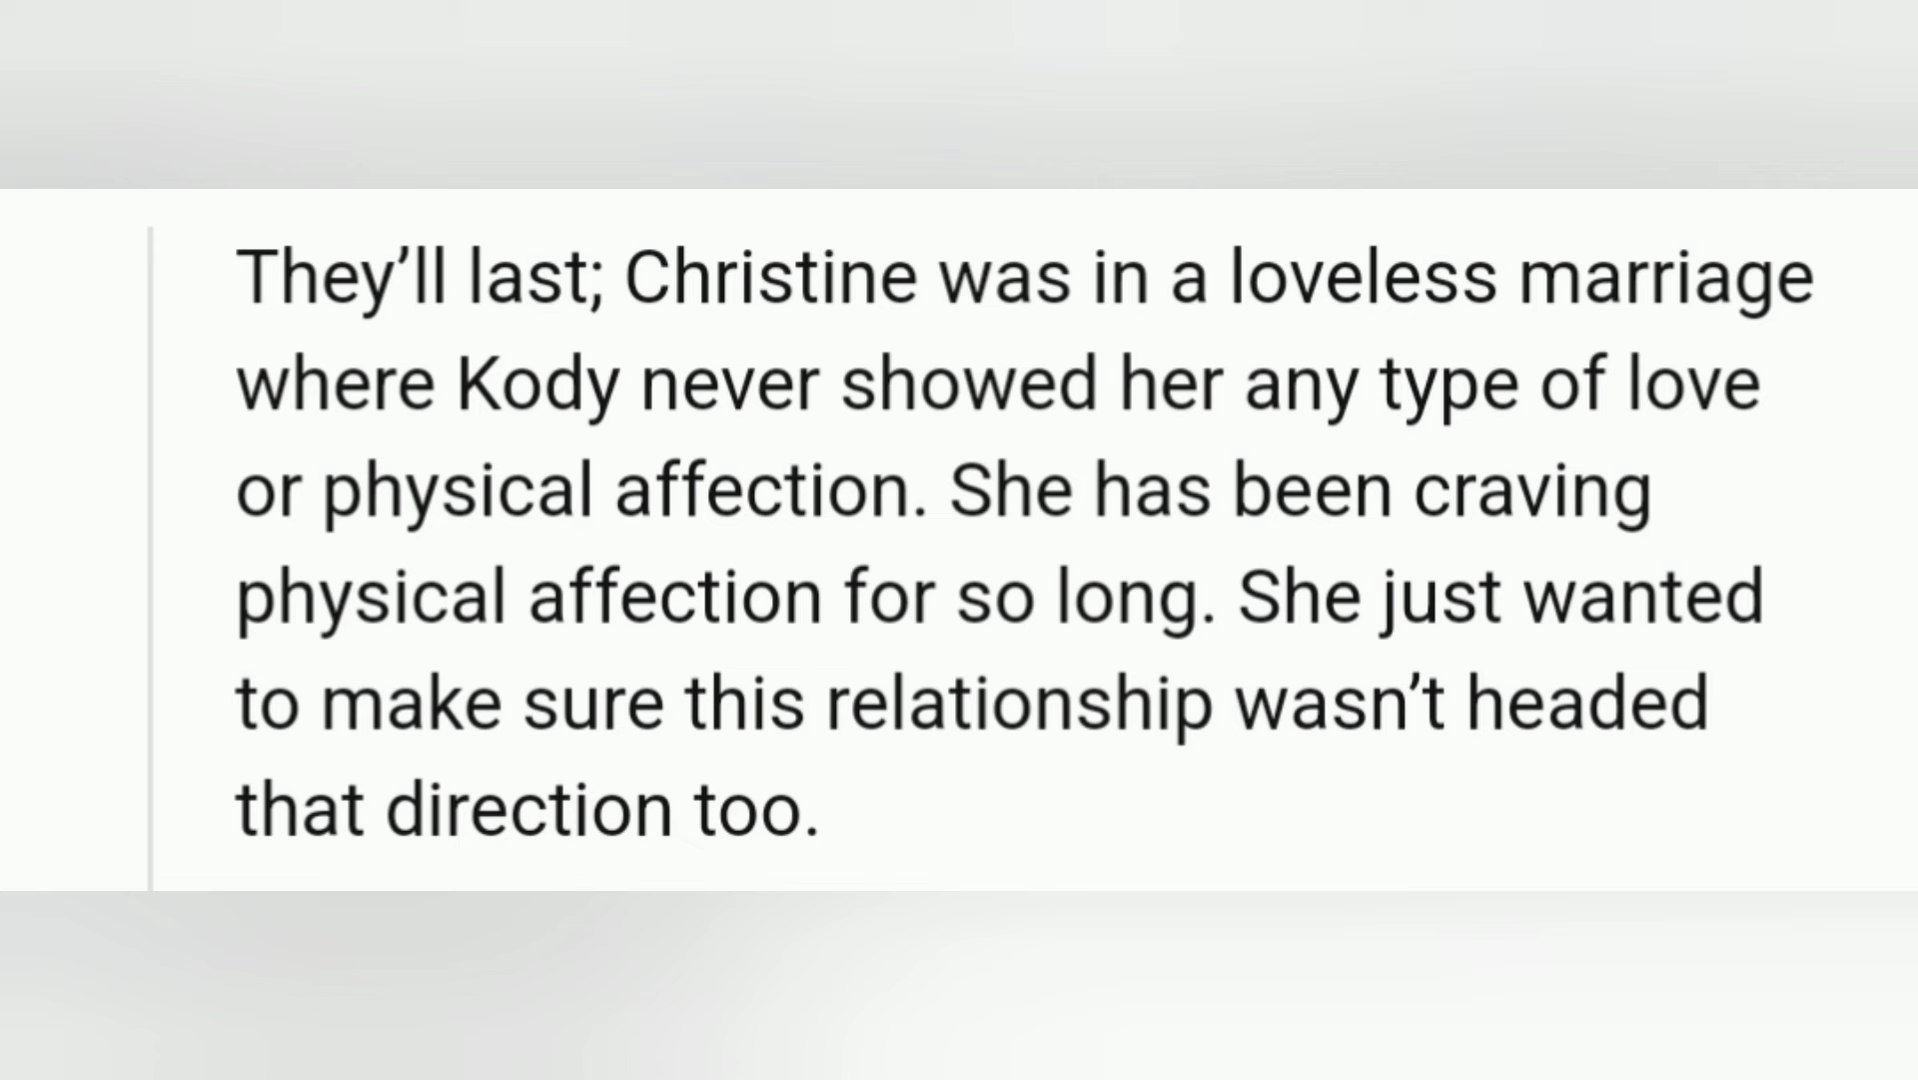 They’ll last; Christine was in a loveless marriage
where Kody never showed her any type of love
or physical affection. She has been craving
physical affection for so long. She just wanted
to make sure this relationship wasn’t headed
that direction too.